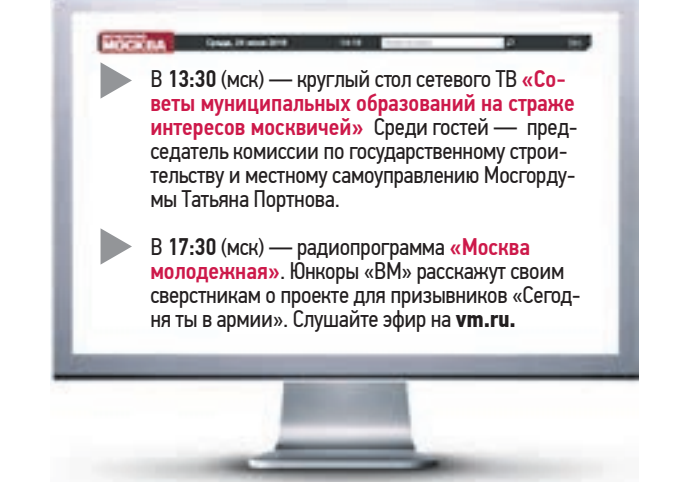 МОСКВА
В 13:30 (мск) — круглый стол сетевого ТВ «Со-
веты муниципальных образований на страже
интересов москвичей» Среди гостей — пред-
седатель комиссии по государственному строи-
тельству и местному самоуправлению Мосгорду-
мы Татьяна Портнова.
В 17:30 (мск) — радиопрограмма «Москва
молодежная». Юнкоры «ВМ» расскажут своим
сверстникам о проекте для призывников «Сегод-
ня ты в армии». Слушайте эфир на vm.ru.